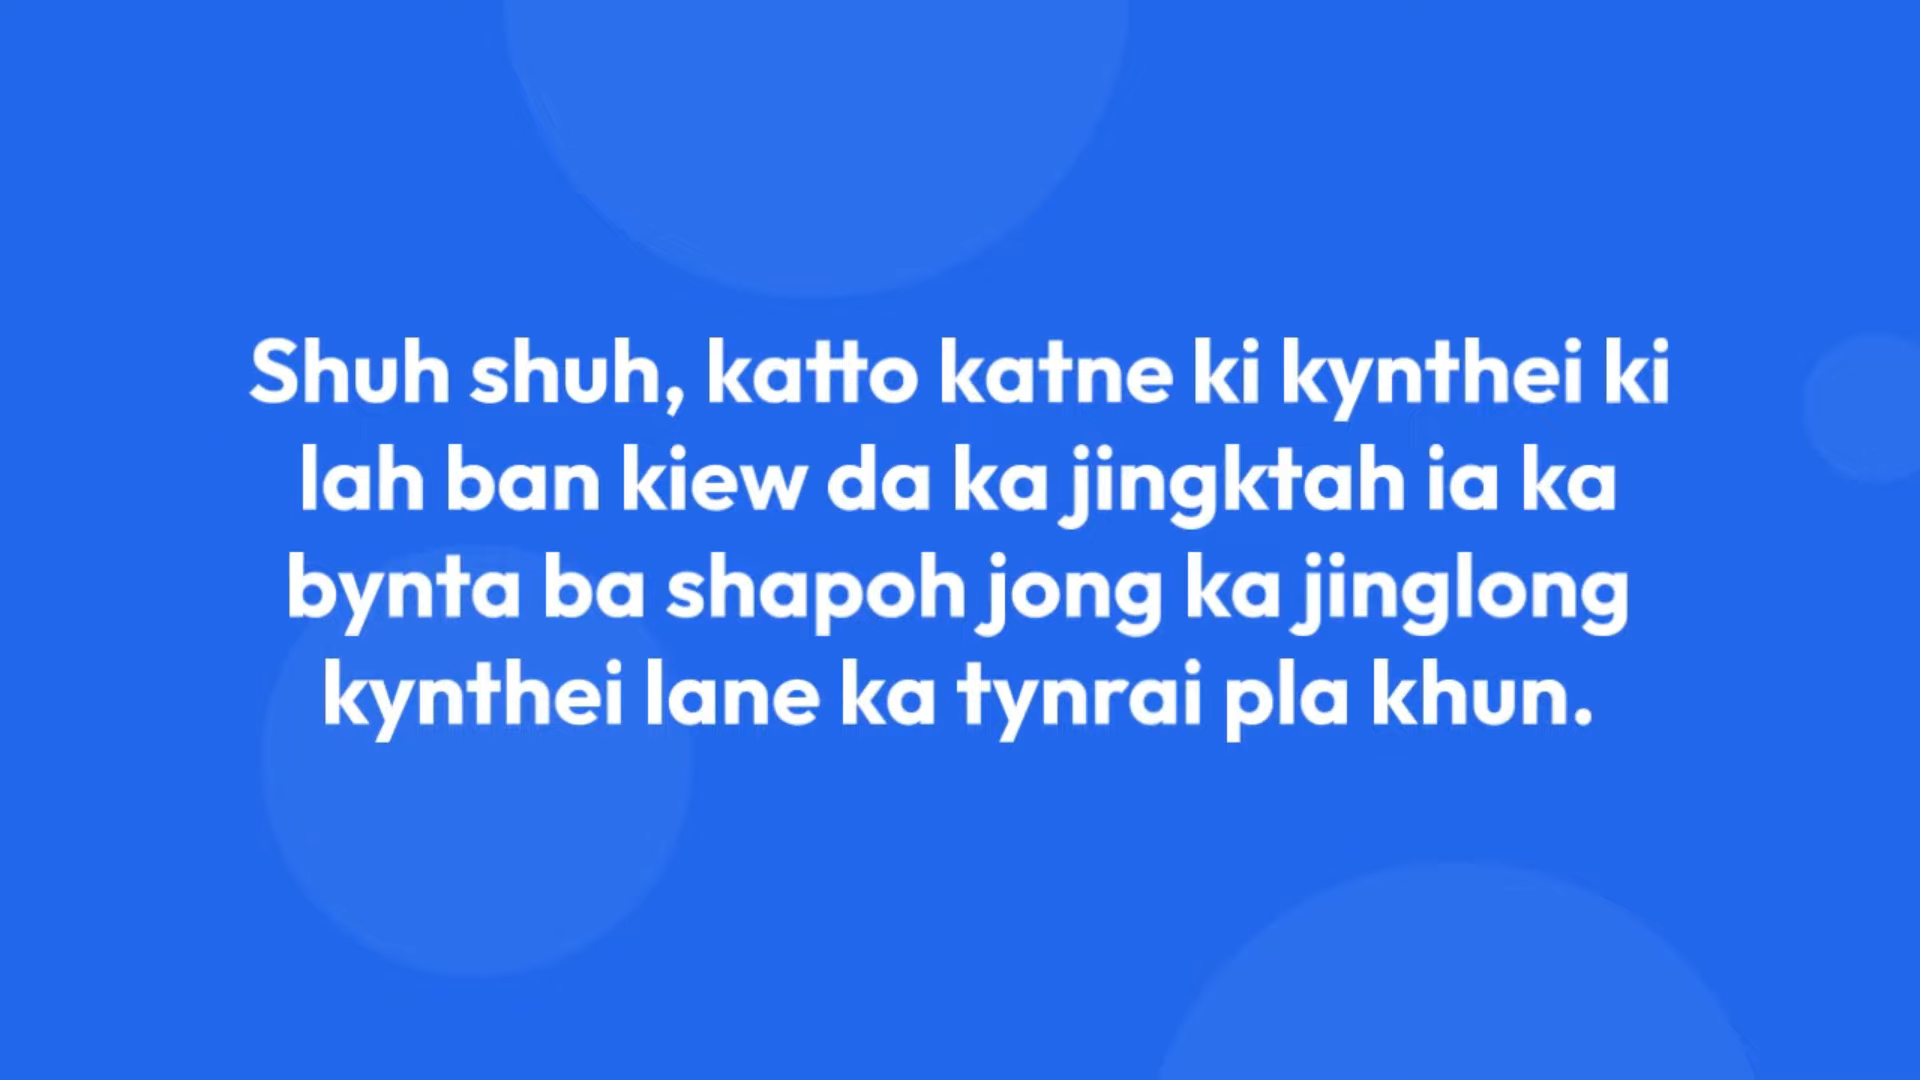 Shuh shuh, katto katne ki kynthei ki
lah ban kiew da ka jingktah ia ka
bynta ba shapoh jong ka jinglong
kynthei lane ka tynrai pla khun.